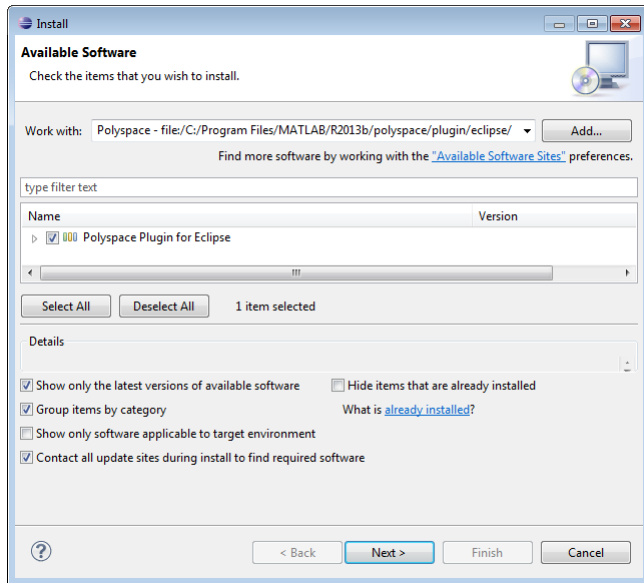 Install
Available Software
Check the items that you wish to install.
Work with: Polyspace - file:/C:/Program Files/MATLAB/R2013b/polyspace/plugin/eclipse/ Add...
Find more software by working with the "Available Software Sites" preferences.
type filter text
Name Version
Polyspace Plugin for Eclipse
Select All Deselect All 1 item selected
Details
Show only the latest versions of available software Hide items that are already installed
Group items by category What is already installed?
Show only software applicable to target environment
Contact all update sites during install to find required software
? < Back Next > Finish Cancel